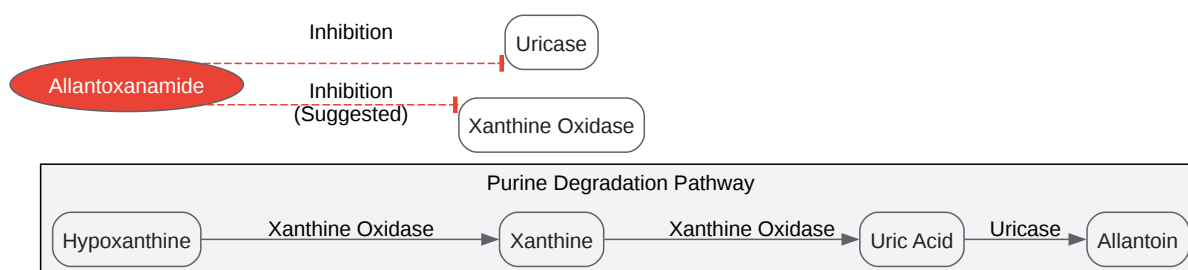 Inhibition
Uricase
Allantoxanamide
Inhibition
(Suggested)
Xanthine Oxidase
Purine Degradation Pathway
Hypoxanthine
Xanthine Oxidase
Xanthine
Xanthine Oxidase
Uric Acid
Uricase
Allantoin